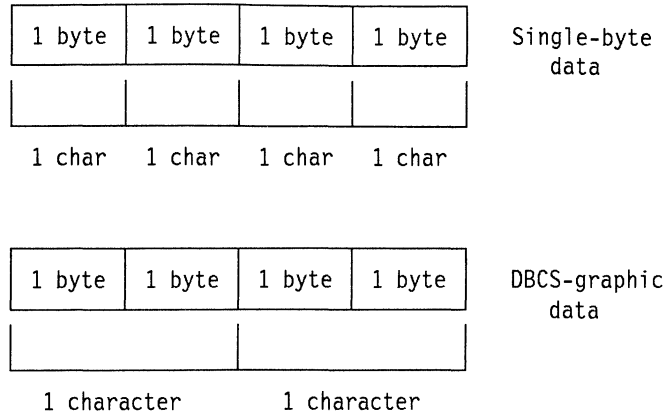 1 byte 1 byte 1 byte 1 byte Single-byte
data
1 char 1 char 1 char 1 char
1 byte 1 byte 1 byte 1 byte DBCS-graphic
data
1 character 1 character